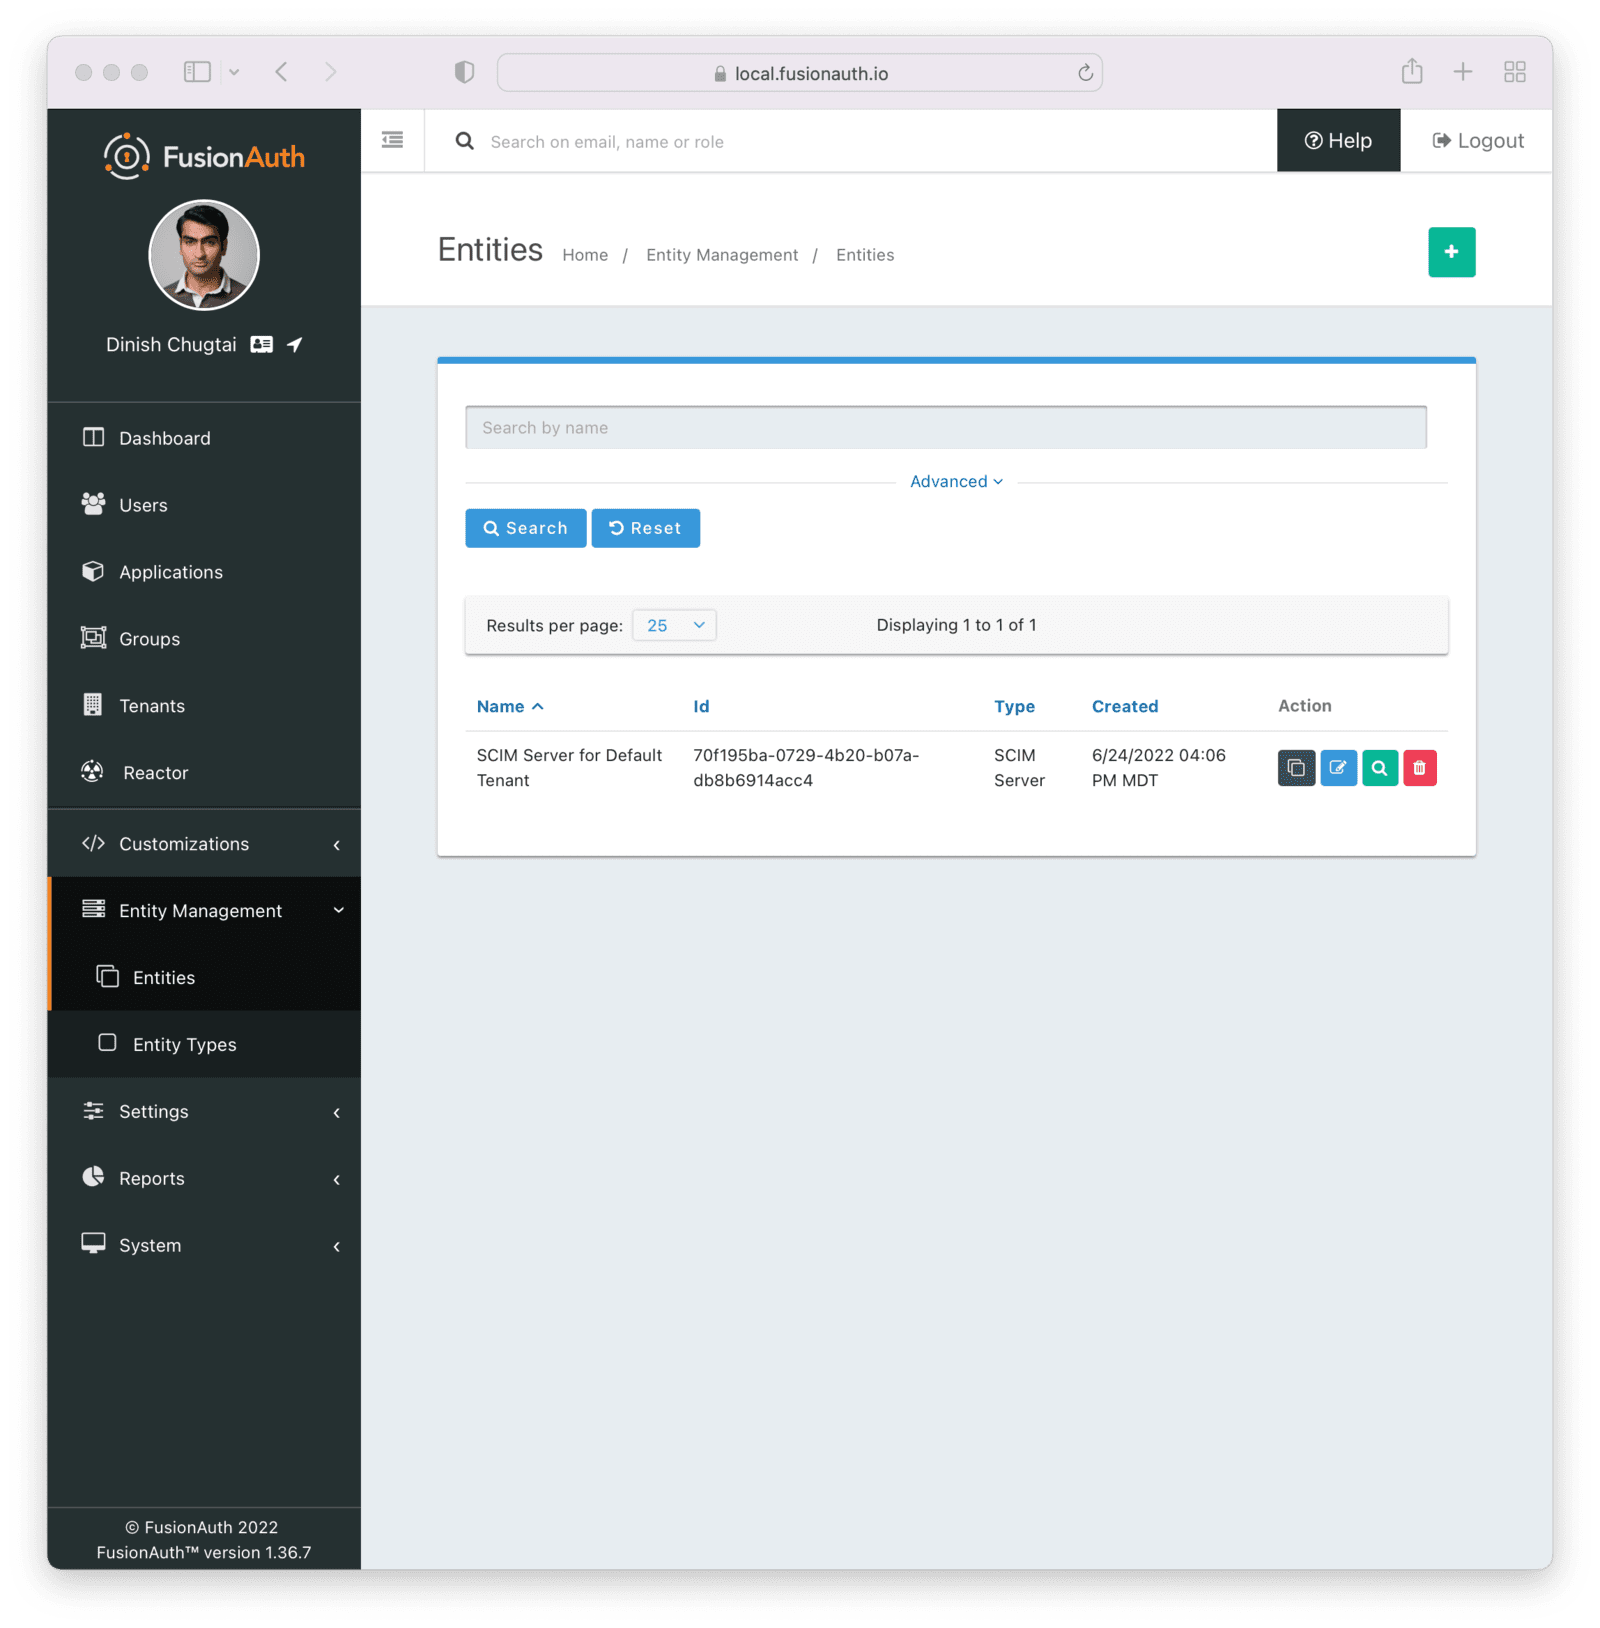 local.fusionauth.io
FusionAuth
Search on email, name or role
Help
Logout
Dinish Chugtai
Entities
Home / Entity Management / Entities
Dashboard
Users
Applications
Groups
Tenants
Reactor
Customizations
Entity Management
Entities
Entity Types
Settings
Reports
System
Search by name
Advanced
Search
Reset
Results per page: 25
Displaying 1 to 1 of 1
Name Id Type Created Action
SCIM Server for Default 70f195ba-0729-4b20-b07a- SCIM 6/24/2022 04:06
Tenant db8b6914acc4 Server PM MDT
© FusionAuth 2022
FusionAuth™ version 1.36.7